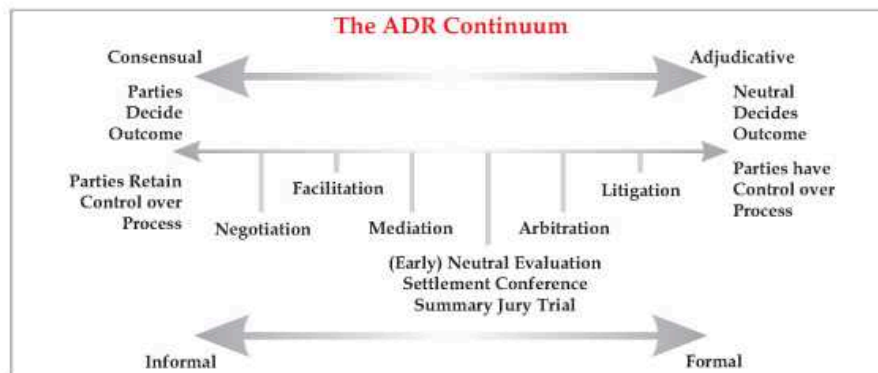 The ADR Continuum
Consensual
Adjudicative
Parties
Decide
Outcome
Neutral
Decides
Outcome
Parties Retain
Control over
Process
Parties have
Control over
Process
Negotiation
Facilitation
Mediation
(Early) Neutral Evaluation
Settlement Conference
Summary Jury Trial
Arbitration
Litigation
Informal
Formal